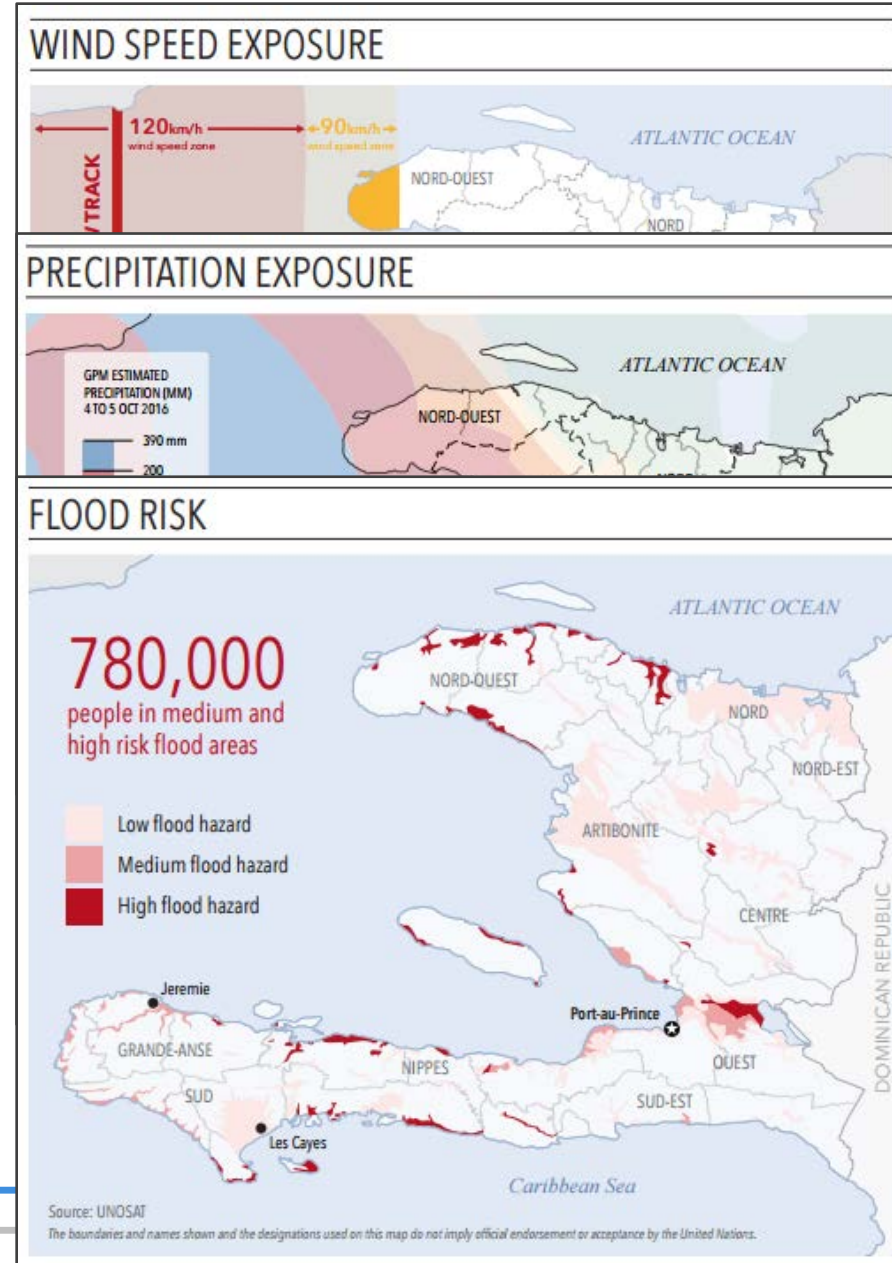 WIND SPEED EXPOSURE
120km/h
wind speed zone
90km/h
wind speed zone
ATLANTIC OCEAN
TRACK
NORD-OUEST
NORD
PRECIPITATION EXPOSURE
GPM ESTIMATED
PRECIPITATION (MM)
4 TO 5 OCT 2016
390 mm
200
ATLANTIC OCEAN
NORD-OUEST
FLOOD RISK
ATLANTIC OCEAN
780,000
people in medium and
high risk flood areas
NORD-OUEST
NORD
NORD-EST
Low flood hazard
Medium flood hazard
High flood hazard
ARTIBONITE
CENTRE
DOMINICAN REPUBLIC
Jeremie
Port-au-Prince
GRANDE-ANSE
NIPPES
OUEST
SUD
SUD-EST
Les Cayes
Caribbean Sea
Source: UNOSAT
The boundaries and names shown and the designations used on this map do not imply official endorsement or acceptance by the United Nations.